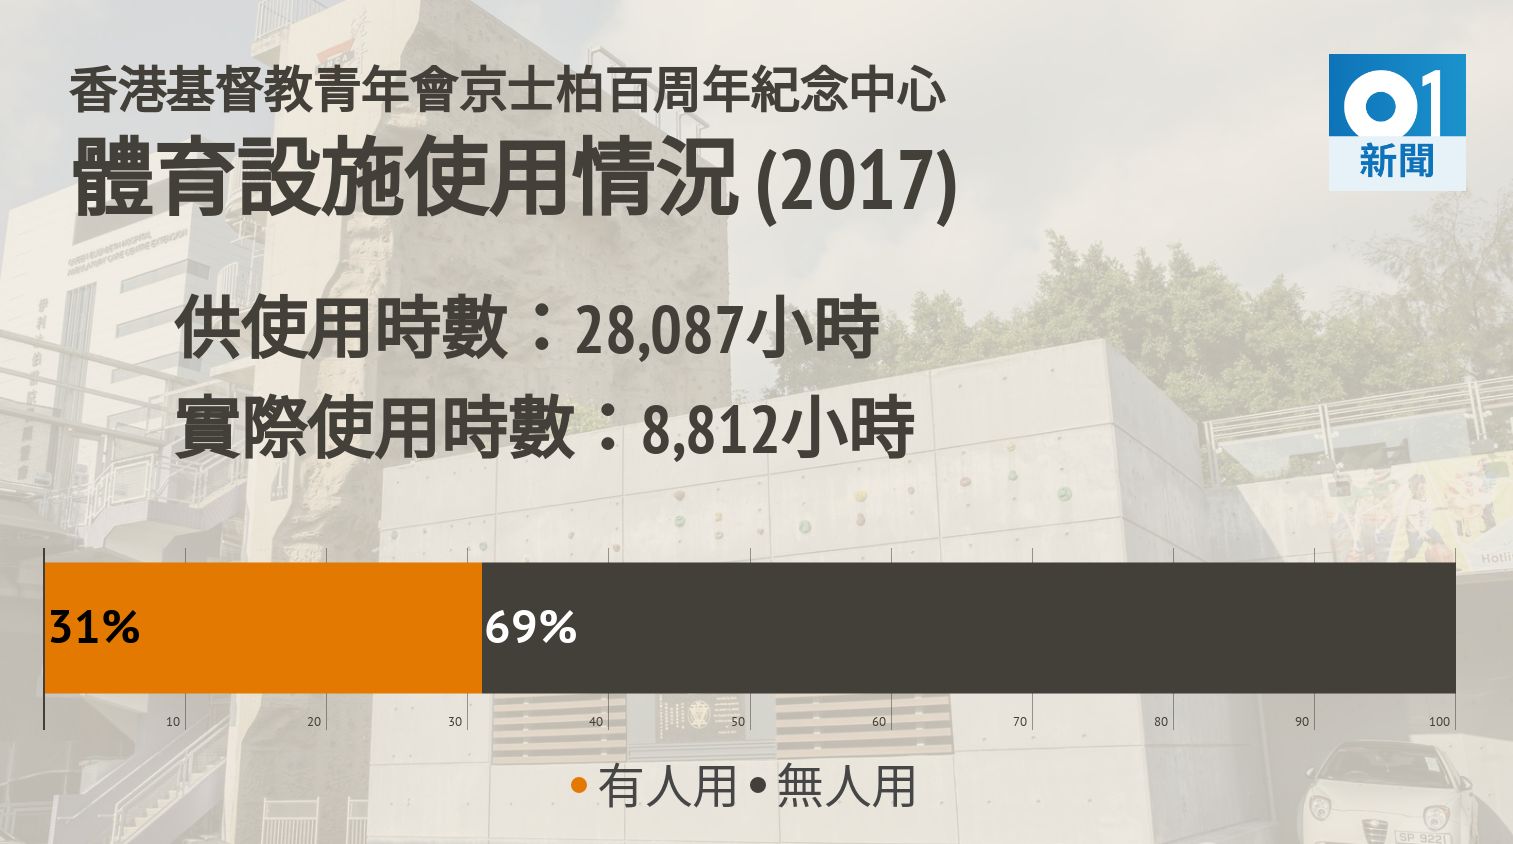 香港基督教青年會京士柏百周年紀念中心
體育設施使用情況 (2017)
01
新聞
供使用時數：28,087小時
實際使用時數：8,812小時
31%
69%
10 20 30 40 50 60 70 80 90 100
有人用 無人用
SP 922